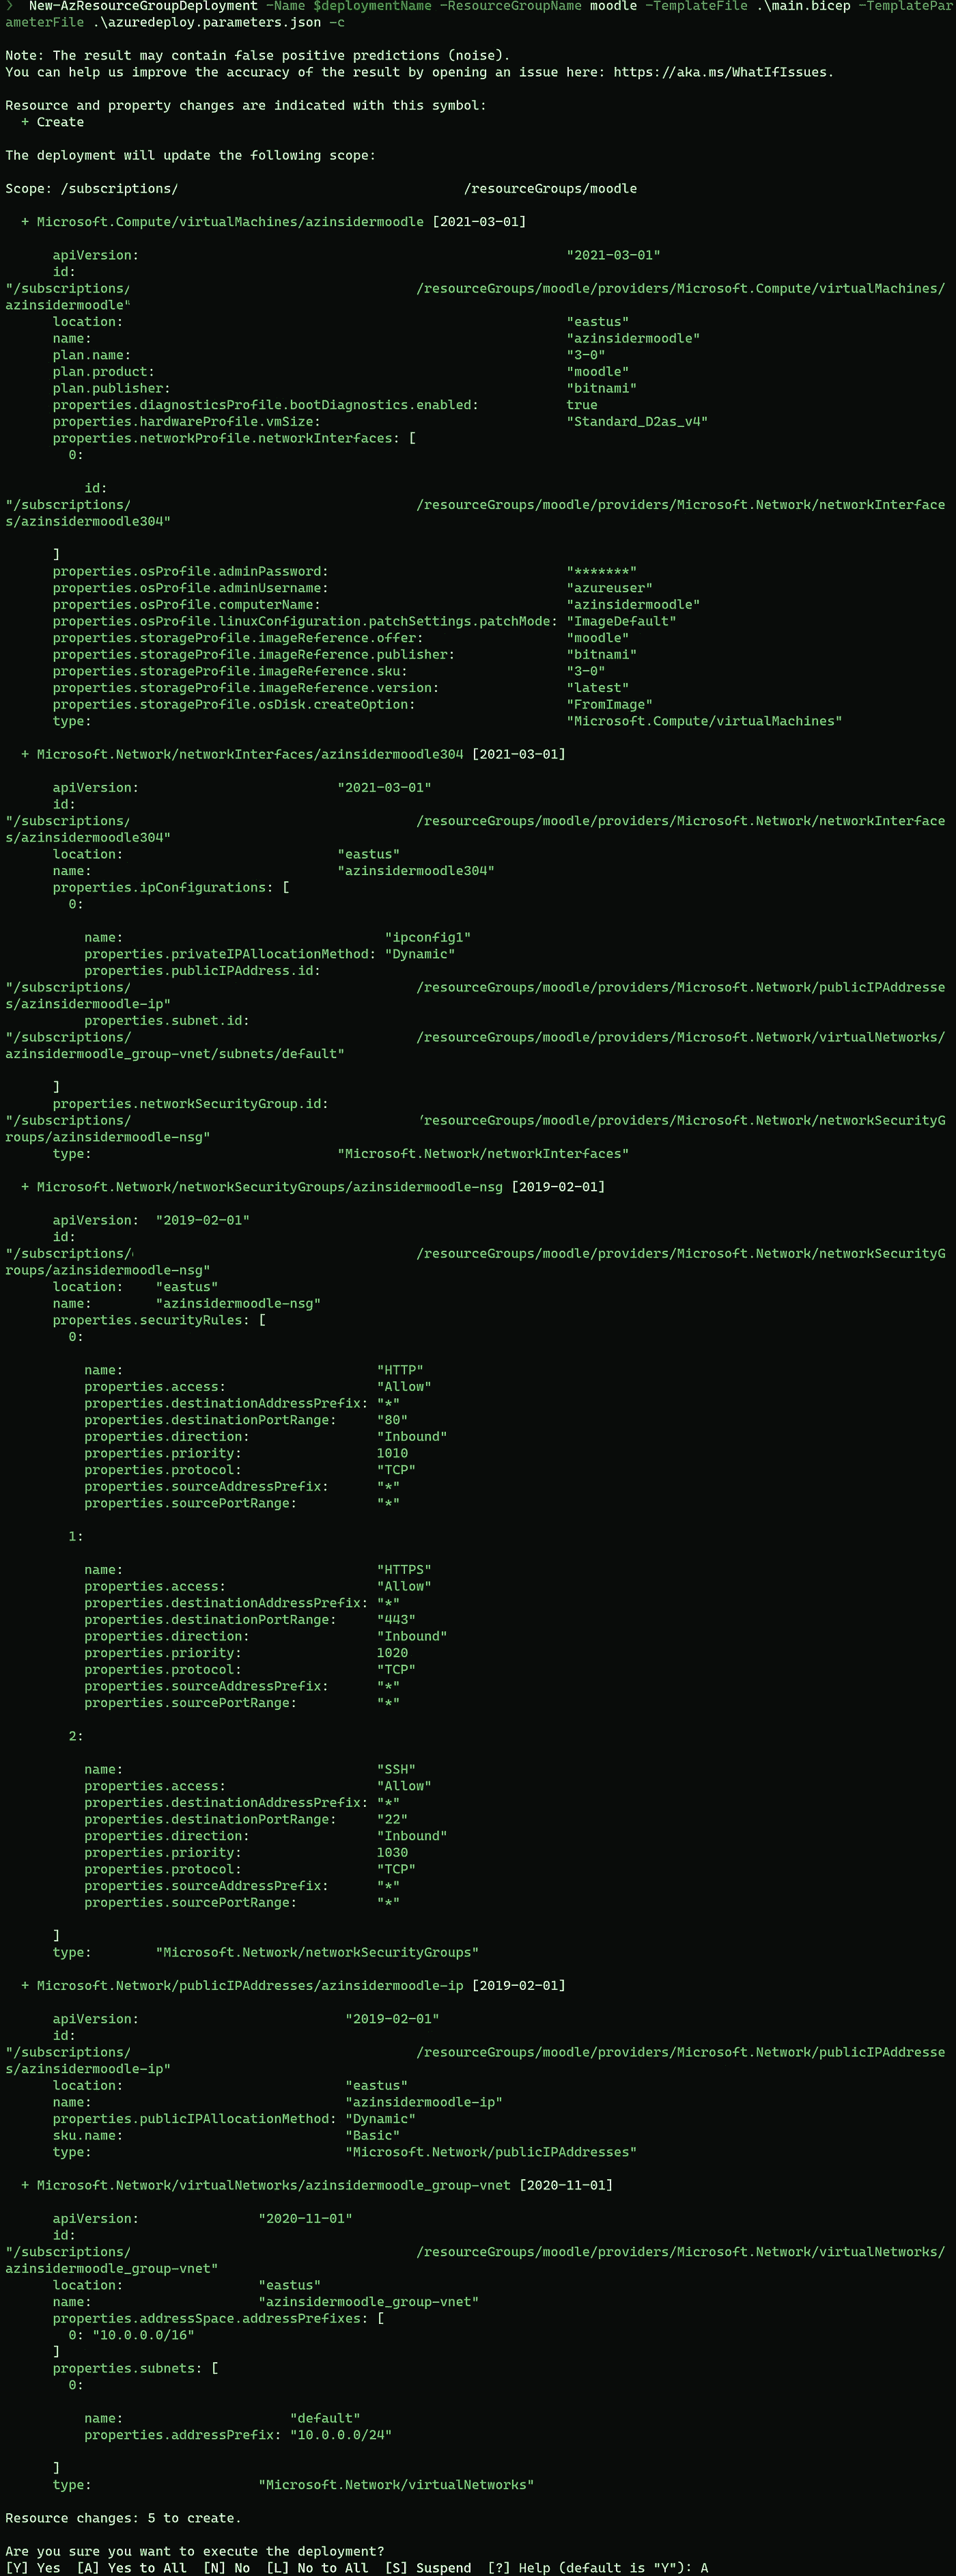 ❯  New-AzResourceGroupDeployment -Name $deploymentName -ResourceGroupName moodle -TemplateFile .\main.bicep -TemplatePar
ameterFile .\azuredeploy.parameters.json -c
Note: The result may contain false positive predictions (noise).
You can help us improve the accuracy of the result by opening an issue here: https://aka.ms/WhatIfIssues.
Resource and property changes are indicated with this symbol:
+ Create
The deployment will update the following scope:
Scope: /subscriptions/ /resourceGroups/moodle
+ Microsoft.Compute/virtualMachines/azinsidermoodle [2021-03-01]
apiVersion: "2021-03-01"
id:
"/subscriptions/ /resourceGroups/moodle/providers/Microsoft.Compute/virtualMachines/
azinsidermoodle"
location: "eastus"
name: "azinsidermoodle"
plan.name: "3-0"
plan.product: "moodle"
plan.publisher: "bitnami"
properties.diagnosticsProfile.bootDiagnostics.enabled: true
properties.hardwareProfile.vmSize: "Standard_D2as_v4"
properties.networkProfile.networkInterfaces: [
0:
id:
"/subscriptions/ /resourceGroups/moodle/providers/Microsoft.Network/networkInterface
s/azinsidermoodle304"
]
properties.osProfile.adminPassword: "*******"
properties.osProfile.adminUsername: "azureuser"
properties.osProfile.computerName: "azinsidermoodle"
properties.osProfile.linuxConfiguration.patchSettings.patchMode: "ImageDefault"
properties.storageProfile.imageReference.offer: "moodle"
properties.storageProfile.imageReference.publisher: "bitnami"
properties.storageProfile.imageReference.sku: "3-0"
properties.storageProfile.imageReference.version: "latest"
properties.storageProfile.osDisk.createOption: "FromImage"
type: "Microsoft.Compute/virtualMachines"
+ Microsoft.Network/networkInterfaces/azinsidermoodle304 [2021-03-01]
apiVersion: "2021-03-01"
id:
"/subscriptions/ /resourceGroups/moodle/providers/Microsoft.Network/networkInterface
s/azinsidermoodle304"
location: "eastus"
name: "azinsidermoodle304"
properties.ipConfigurations: [
0:
name: "ipconfig1"
properties.privateIPAllocationMethod: "Dynamic"
properties.publicIPAddress.id:
"/subscriptions/ /resourceGroups/moodle/providers/Microsoft.Network/publicIPAddresse
s/azinsidermoodle-ip"
properties.subnet.id:
"/subscriptions/ /resourceGroups/moodle/providers/Microsoft.Network/virtualNetworks/
azinsidermoodle_group-vnet/subnets/default"
]
properties.networkSecurityGroup.id:
"/subscriptions/ /resourceGroups/moodle/providers/Microsoft.Network/networkSecurityG
roups/azinsidermoodle-nsg"
type: "Microsoft.Network/networkInterfaces"
+ Microsoft.Network/networkSecurityGroups/azinsidermoodle-nsg [2019-02-01]
apiVersion: "2019-02-01"
id:
"/subscriptions/ /resourceGroups/moodle/providers/Microsoft.Network/networkSecurityG
roups/azinsidermoodle-nsg"
location: "eastus"
name: "azinsidermoodle-nsg"
properties.securityRules: [
0:
name: "HTTP"
properties.access: "Allow"
properties.destinationAddressPrefix: "*"
properties.destinationPortRange: "80"
properties.direction: "Inbound"
properties.priority: 1010
properties.protocol: "TCP"
properties.sourceAddressPrefix: "*"
properties.sourcePortRange: "*"
1:
name: "HTTPS"
properties.access: "Allow"
properties.destinationAddressPrefix: "*"
properties.destinationPortRange: "443"
properties.direction: "Inbound"
properties.priority: 1020
properties.protocol: "TCP"
properties.sourceAddressPrefix: "*"
properties.sourcePortRange: "*"
2:
name: "SSH"
properties.access: "Allow"
properties.destinationAddressPrefix: "*"
properties.destinationPortRange: "22"
properties.direction: "Inbound"
properties.priority: 1030
properties.protocol: "TCP"
properties.sourceAddressPrefix: "*"
properties.sourcePortRange: "*"
]
type: "Microsoft.Network/networkSecurityGroups"
+ Microsoft.Network/publicIPAddresses/azinsidermoodle-ip [2019-02-01]
apiVersion: "2019-02-01"
id:
"/subscriptions/ /resourceGroups/moodle/providers/Microsoft.Network/publicIPAddresse
s/azinsidermoodle-ip"
location: "eastus"
name: "azinsidermoodle-ip"
properties.publicIPAllocationMethod: "Dynamic"
sku.name: "Basic"
type: "Microsoft.Network/publicIPAddresses"
+ Microsoft.Network/virtualNetworks/azinsidermoodle_group-vnet [2020-11-01]
apiVersion: "2020-11-01"
id:
"/subscriptions/ /resourceGroups/moodle/providers/Microsoft.Network/virtualNetworks/
azinsidermoodle_group-vnet"
location: "eastus"
name: "azinsidermoodle_group-vnet"
properties.addressSpace.addressPrefixes: [
0: "10.0.0.0/16"
]
properties.subnets: [
0:
name: "default"
properties.addressPrefix: "10.0.0.0/24"
]
type: "Microsoft.Network/virtualNetworks"
Resource changes: 5 to create.
Are you sure you want to execute the deployment?
[Y] Yes  [A] Yes to All  [N] No  [L] No to All  [S] Suspend  [?] Help (default is "Y"): A